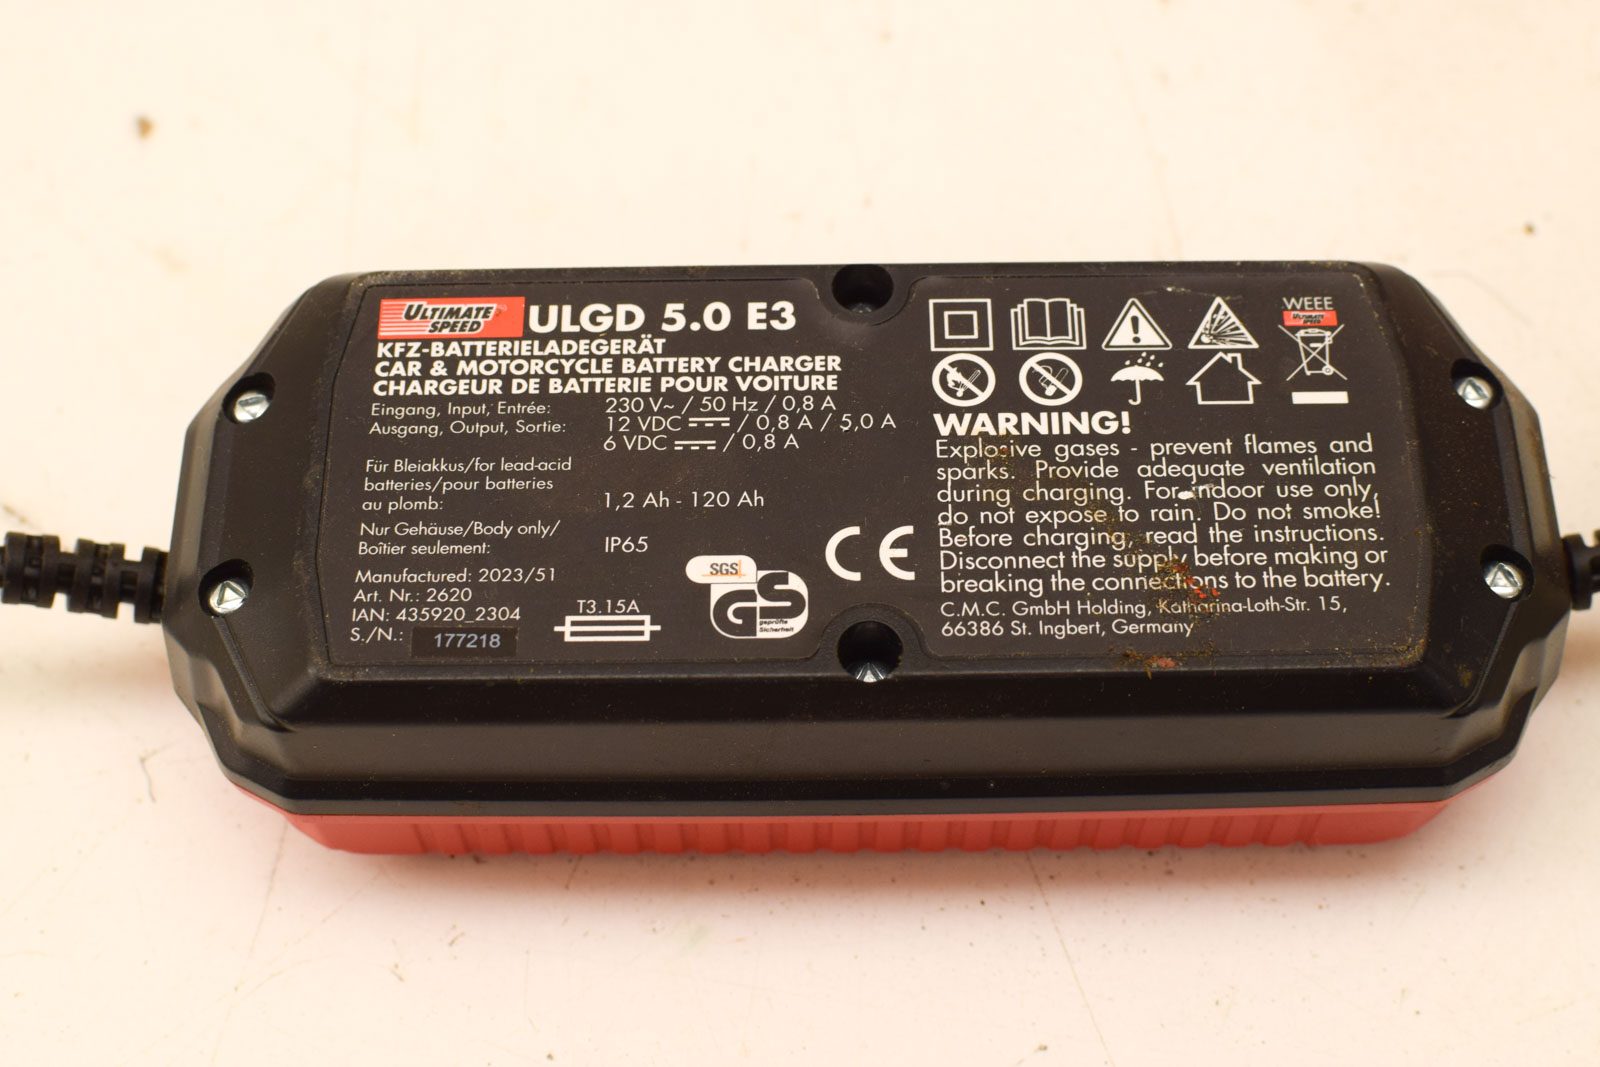 ULTIMATE SPEED
ULGD 5.0 E3
KFZ-BATTERIELADEGERÄT
CAR & MOTORCYCLE BATTERY CHARGER
CHARGEUR DE BATTERIE POUR VOITURE
Eingang, Input, Entrée: 230 V~ / 50 Hz / 0,8 A
Ausgang, Output, Sortie: 12 VDC ⎓ / 0,8 A / 5,0 A
6 VDC ⎓ / 0,8 A
Für Bleiakkus/for lead-acid
batteries/pour batteries
au plomb: 1,2 Ah - 120 Ah
Nur Gehäuse/Body only/
Boîtier seulement: IP65
Manufactured: 2023/51
Art. Nr.: 2620
IAN: 435920_2304
S./N.: 177218
T3.15A
SGS
GS
geprüfte
Sicherheit
CE
WEEE
ULTIMATE SPEED
WARNING!
Explosive gases - prevent flames and
sparks. Provide adequate ventilation
during charging. For indoor use only,
do not expose to rain. Do not smoke!
Before charging, read the instructions.
Disconnect the supply before making or
breaking the connections to the battery.
C.M.C. GmbH Holding, Katharina-Loth-Str. 15,
66386 St. Ingbert, Germany